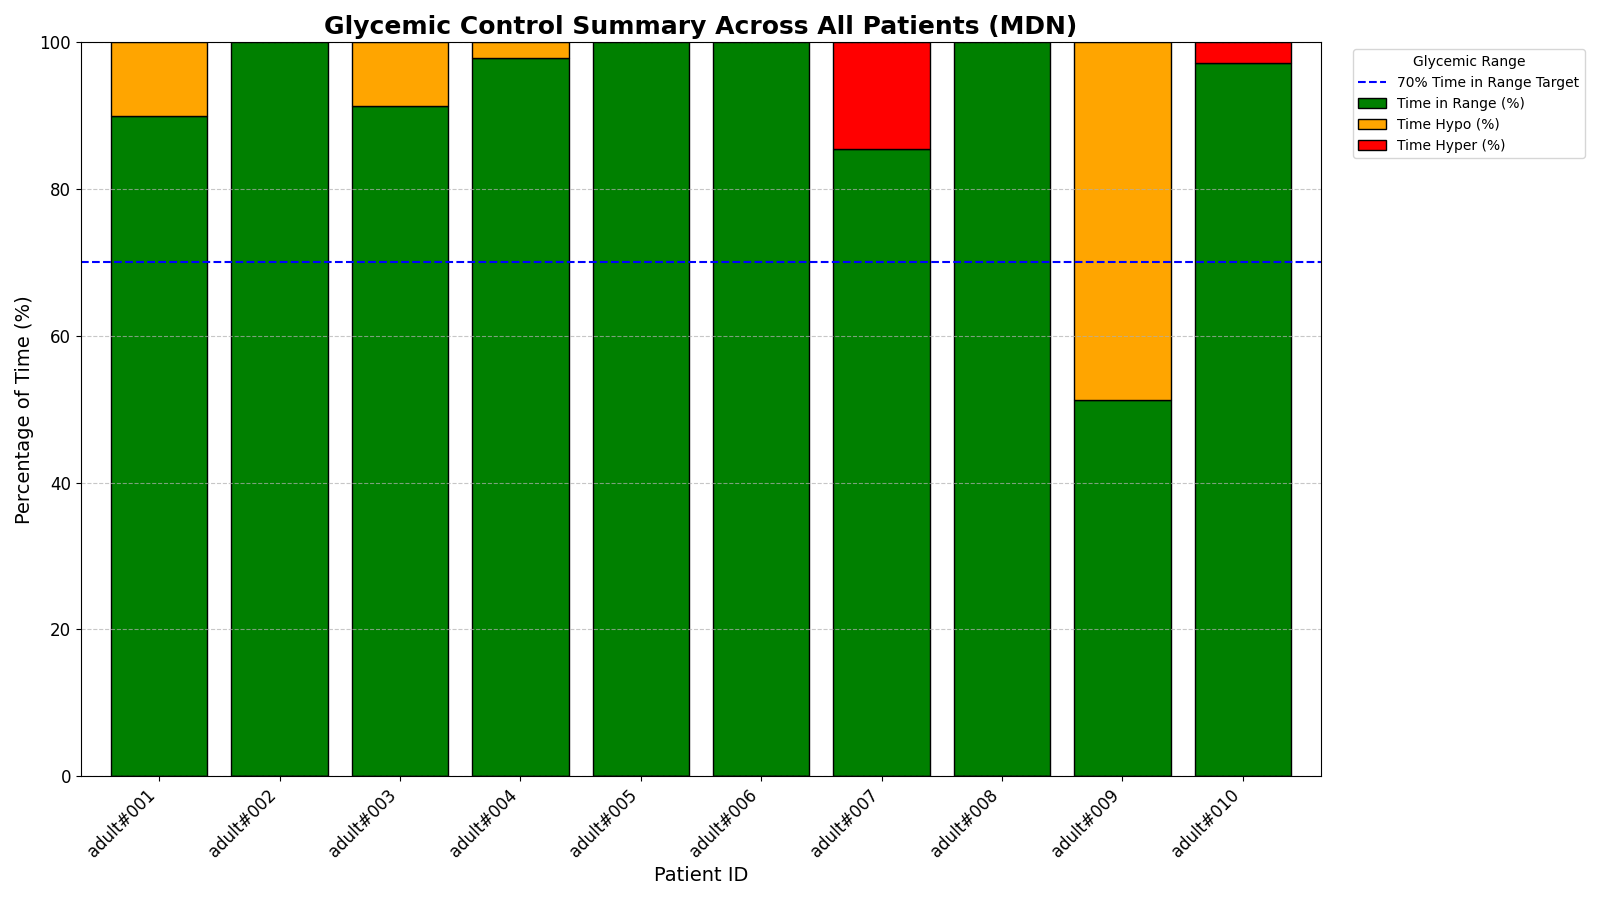 Glycemic Control Summary Across All Patients (MDN)
Glycemic Range
70% Time in Range Target
Time in Range (%)
Time Hypo (%)
Time Hyper (%)
Percentage of Time (%)
100
80
60
40
20
0
adult#001
adult#002
adult#003
adult#004
adult#005
adult#006
adult#007
adult#008
adult#009
adult#010
Patient ID